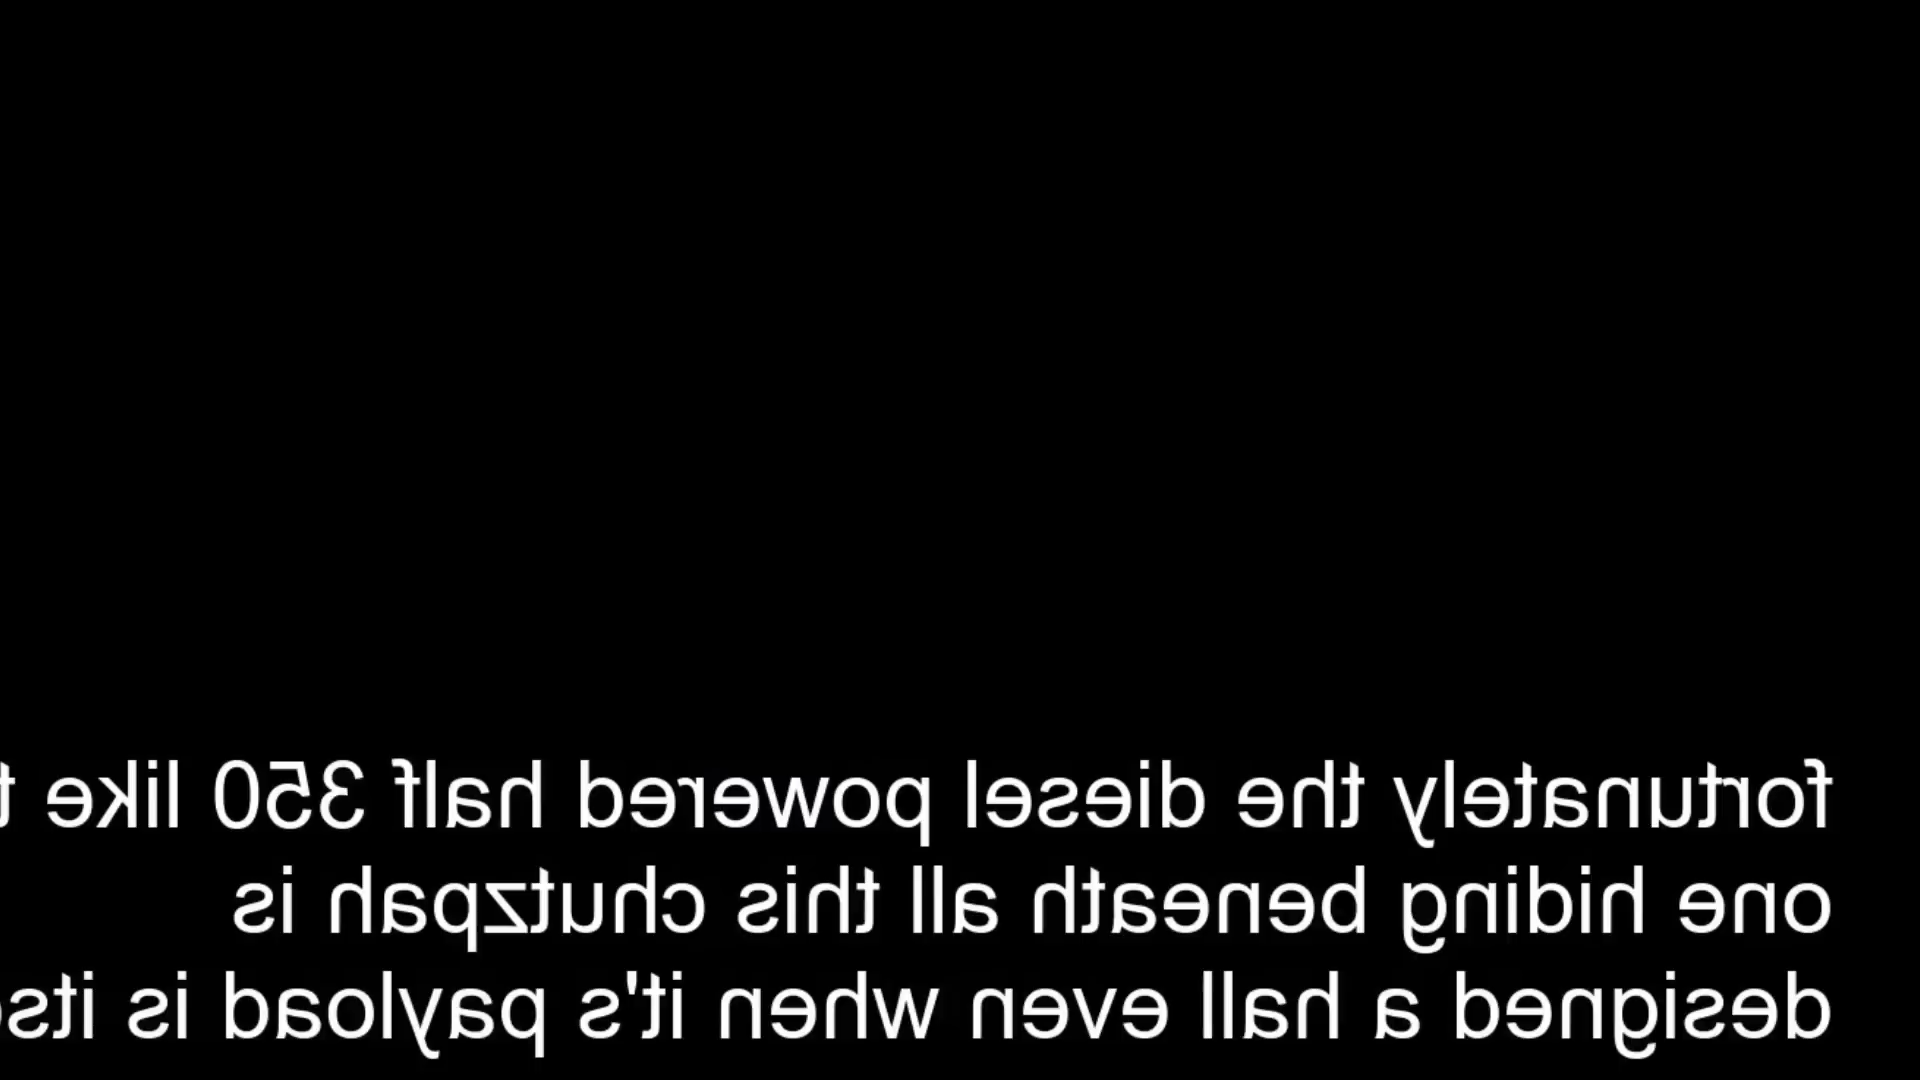 fortunately the diesel powered half 350 like
one hiding beneath all this chutzpah is
designed a hall even when it's payload is